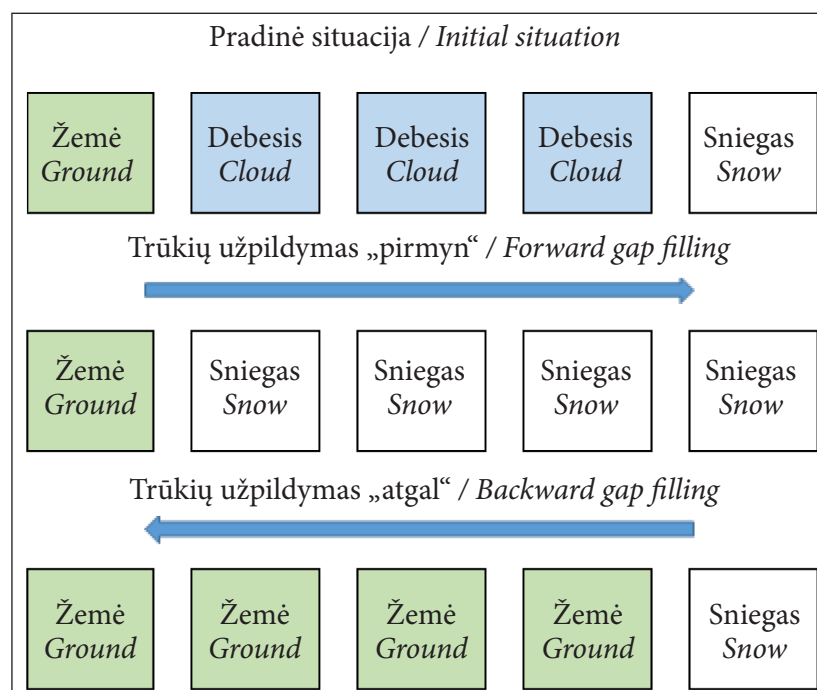 Pradinė situacija / Initial situation
Žemė Debesis Debesis Debesis Sniegas
Ground Cloud Cloud Cloud Snow
Trūkių užpildymas „pirmyn“ / Forward gap filling
Žemė Sniegas Sniegas Sniegas Sniegas
Ground Snow Snow Snow Snow
Trūkių užpildymas „atgal“ / Backward gap filling
Žemė Žemė Žemė Žemė Sniegas
Ground Ground Ground Ground Snow